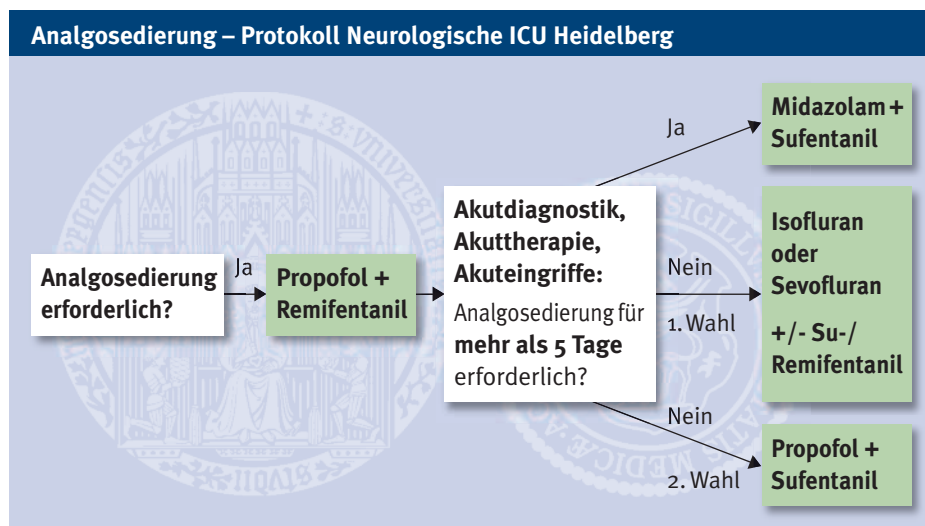 Analgosedierung – Protokoll Neurologische ICU Heidelberg
Analgosedierung
erforderlich?
Ja
Propofol +
Remifentanil
Akutdiagnostik,
Akuttherapie,
Akuteingriffe:
Analgosedierung für
mehr als 5 Tage
erforderlich?
Ja
Midazolam +
Sufentanil
Nein
1. Wahl
Isofluran
oder
Sevofluran
+/- Su-/
Remifentanil
Nein
2. Wahl
Propofol +
Sufentanil